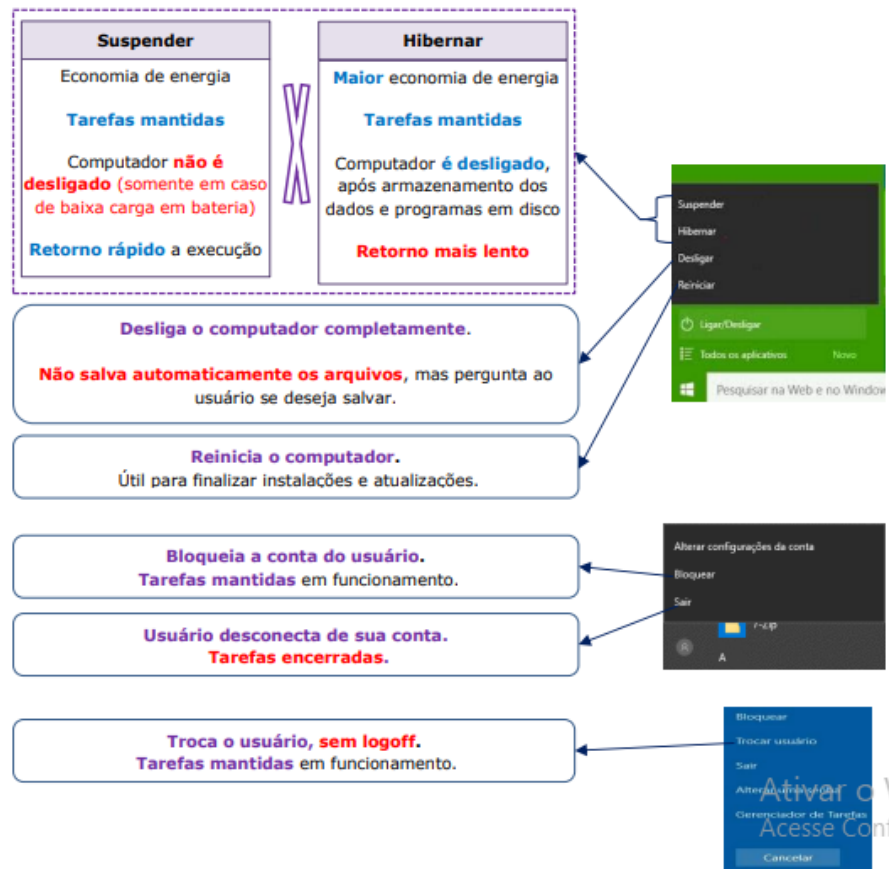 Suspender
Economia de energia
Tarefas mantidas
Computador não é
desligado (somente em caso
de baixa carga em bateria)
Retorno rápido a execução
Hibernar
Maior economia de energia
Tarefas mantidas
Computador é desligado,
após armazenamento dos
dados e programas em disco
Retorno mais lento
Suspender
Hibernar
Desligar
Reiniciar
Ligar/Desligar
Todos os aplicativos Novo
Pesquisar na Web e no Window
Desliga o computador completamente.
Não salva automaticamente os arquivos, mas pergunta ao
usuário se deseja salvar.
Reinicia o computador.
Útil para finalizar instalações e atualizações.
Bloqueia a conta do usuário.
Tarefas mantidas em funcionamento.
Usuário desconecta de sua conta.
Tarefas encerradas.
Alterar configurações da conta
Bloquear
Sair
7-Zip
A
Troca o usuário, sem logoff.
Tarefas mantidas em funcionamento.
Bloquear
Trocar usuário
Sair
Alterar uma senha
Gerenciador de Tarefas
Cancelar
Ativar o
Acesse Conf